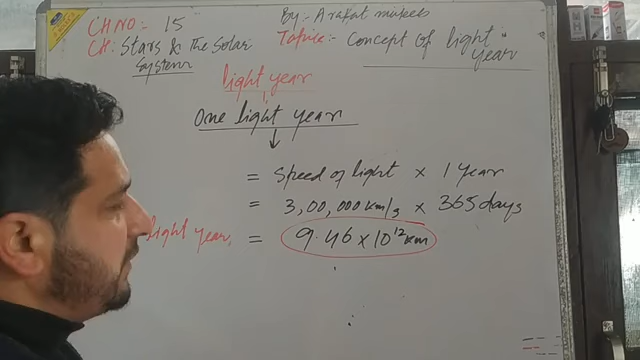 CH NO:- 15
By:- Arafat mukees
CH: Stars & The Solar System
Topic:- Concept Of light year
light year
One light year
= Speed of light × 1 year
= 3,00,000 km/s × 365 days
light year = 9.46 × 10¹² km